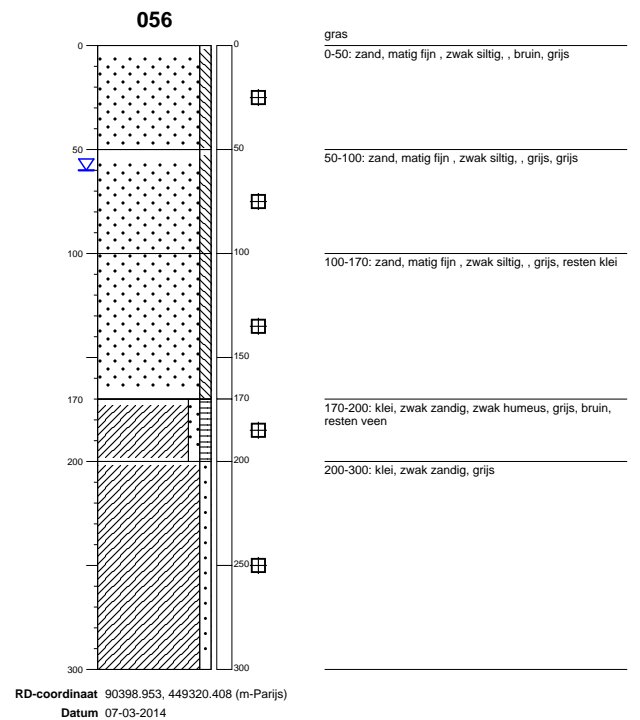 056
gras
0
0
0-50: zand, matig fijn , zwak siltig, , bruin, grijs
50
50
50-100: zand, matig fijn , zwak siltig, , grijs, grijs
100
100
100-170: zand, matig fijn , zwak siltig, , grijs, resten klei
150
170
170
170-200: klei, zwak zandig, zwak humeus, grijs, bruin,
resten veen
200
200
200-300: klei, zwak zandig, grijs
250
300
300
RD-coordinaat 90398.953, 449320.408 (m-Parijs)
Datum 07-03-2014